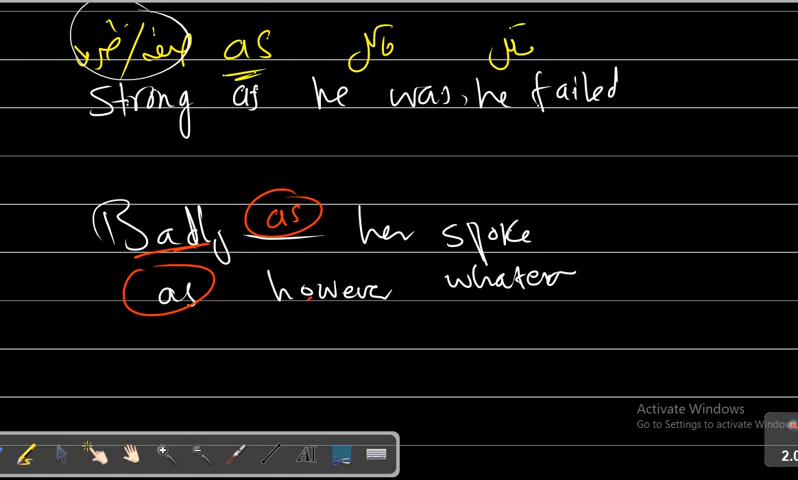 صفة/ظرف as فاعل
Strong as he was, he failed
Badly as her spoke
as however whatever
Activate Windows
Go to Settings to activate Windows
AI
2.0